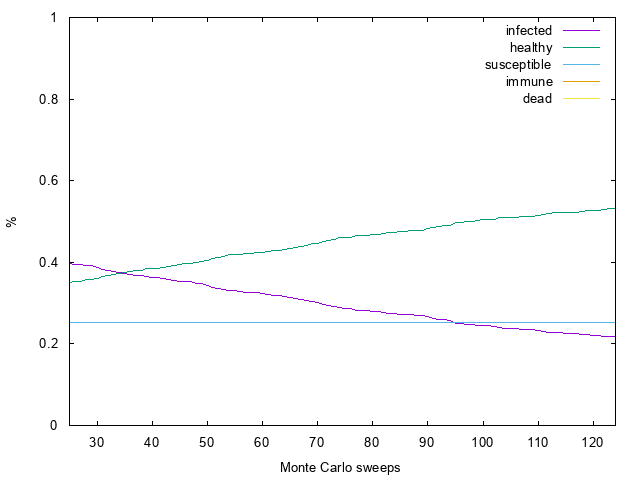 1
0.8
0.6
0.4
0.2
0
%
30 40 50 60 70 80 90 100 110 120
Monte Carlo sweeps
infected
healthy
susceptible
immune
dead